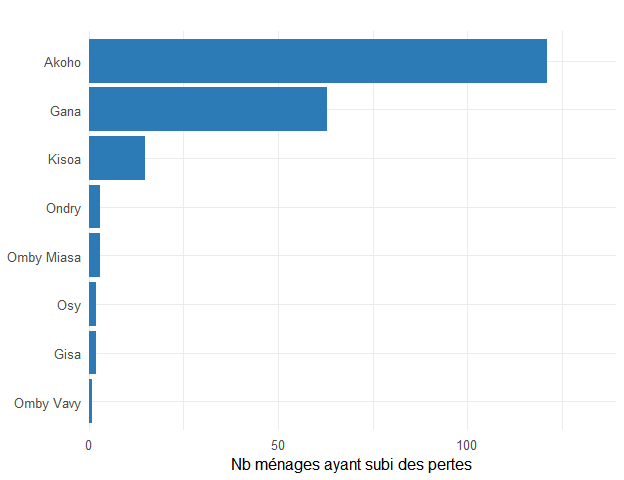 Akoho
Gana
Kisoa
Ondry
Omby Miasa
Osy
Gisa
Omby Vavy
0 50 100
Nb ménages ayant subi des pertes